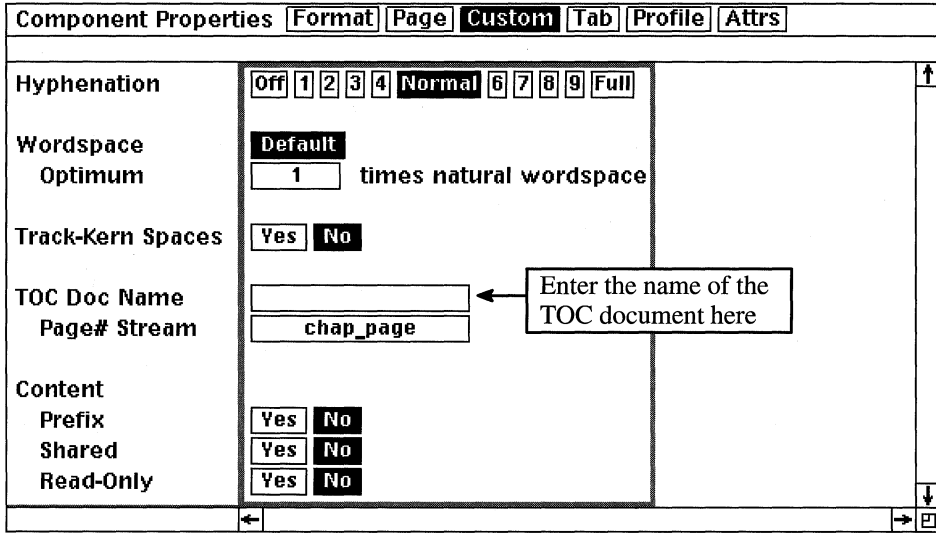 Component Properties Format Page Custom Tab Profile Attrs
Hyphenation Off 1 2 3 4 Normal 6 7 8 9 Full
Wordspace Default
Optimum 1 times natural wordspace
Track-Kern Spaces Yes No
TOC Doc Name
Enter the name of the
TOC document here
Page# Stream chap_page
Content
Prefix Yes No
Shared Yes No
Read-Only Yes No